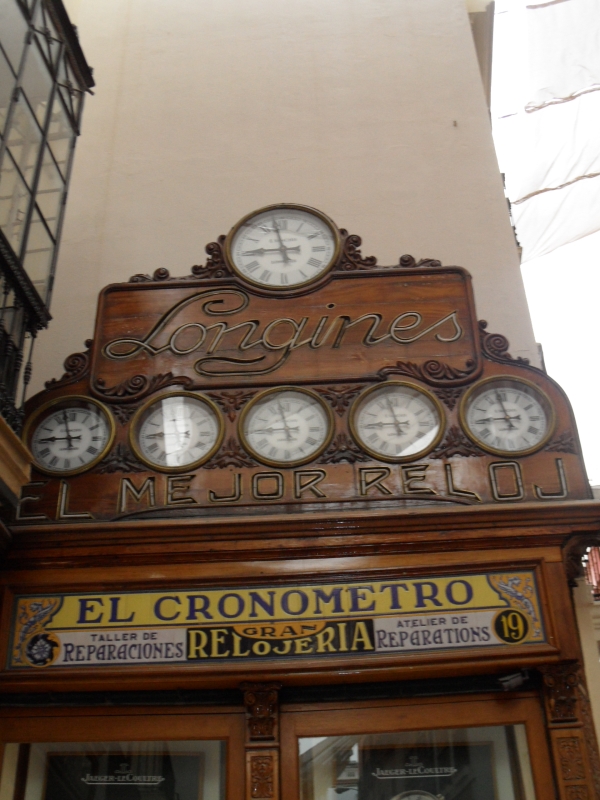 Longines
EL MEJOR RELOJ
EL CRONOMETRO
TALLER DE
REPARACIONES
GRAN
RELOJERIA
ATELIER DE
REPARATIONS
19
JAEGER-LECOULTRE
JAEGER-LECOULTRE